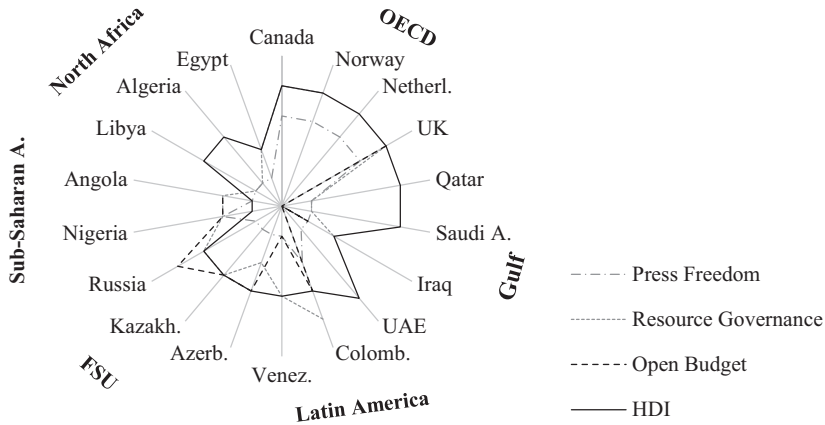 OECD
North Africa
Canada
Egypt
Norway
Algeria
Netherl.
Libya
UK
Angola
Qatar
Sub-Saharan A.
Nigeria
Saudi A.
Gulf
Russia
Iraq
Kazakh.
UAE
Azerb.
Colomb.
Venez.
FSU
Latin America
Press Freedom
Resource Governance
Open Budget
HDI